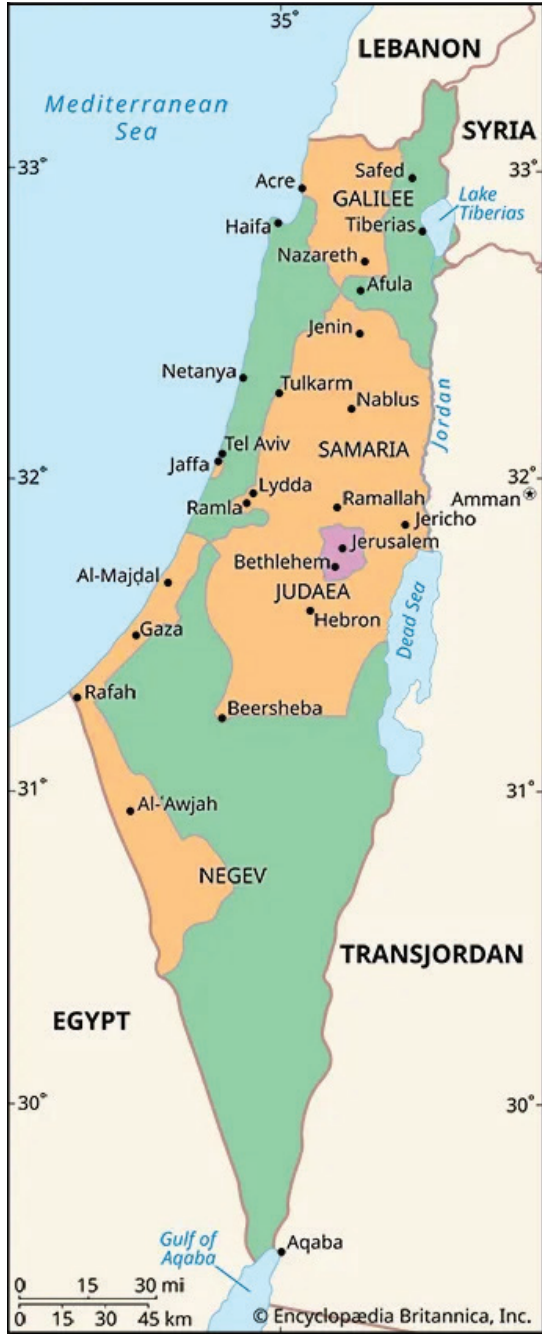 35°
LEBANON
Mediterranean
Sea
SYRIA
33°
33°
Safed
Acre
GALILEE
Lake
Tiberias
Haifa
Tiberias
Nazareth
Afula
Jenin
Netanya
Tulkarm
Nablus
Jordan
SAMARIA
Tel Aviv
Jaffa
32°
32°
Lydda
Ramla
Ramallah
Amman
Jericho
Jerusalem
Bethlehem
Al-Majdal
JUDAEA
Hebron
Dead Sea
Gaza
Rafah
Beersheba
31°
31°
Al-ʿAwjah
NEGEV
TRANSJORDAN
EGYPT
30°
30°
Gulf of
Aqaba
Aqaba
0 15 30 mi
0 15 30 45 km
© Encyclopædia Britannica, Inc.